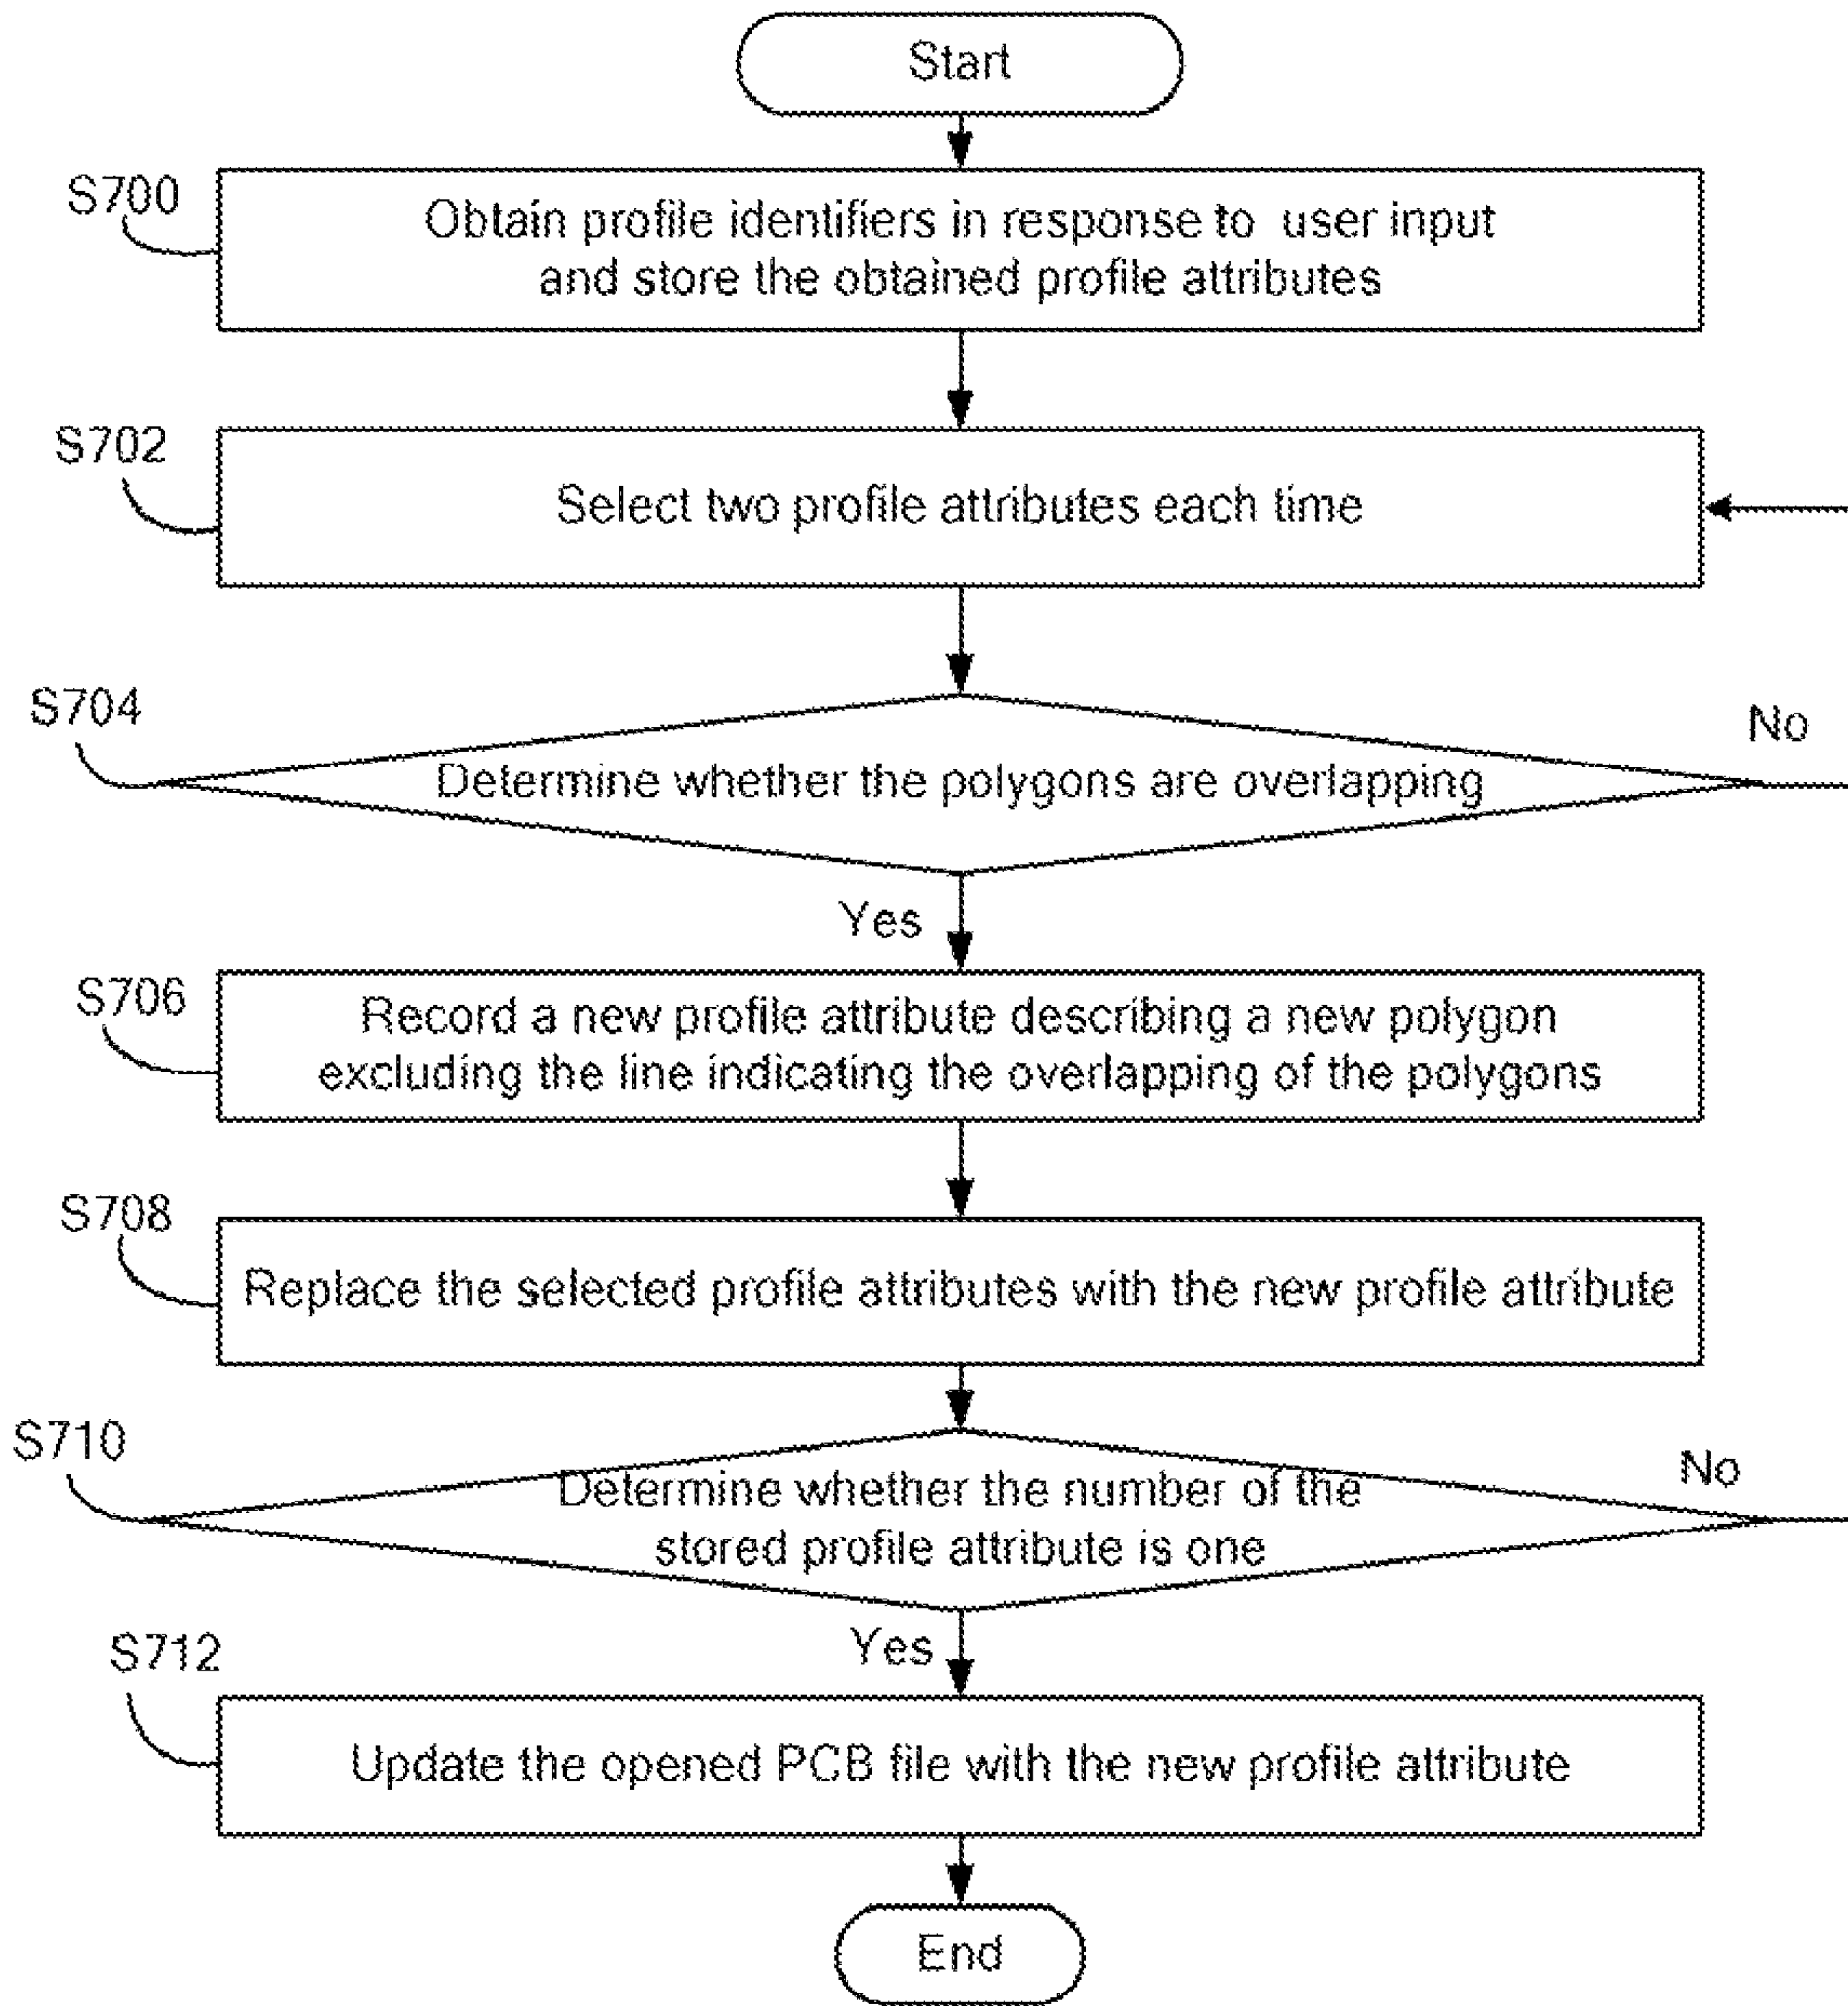 Start
S700
Obtain profile identifiers in response to user input
and store the obtained profile attributes
S702
Select two profile attributes each time
S704
No
Determine whether the polygons are overlapping
Yes
S706
Record a new profile attribute describing a new polygon
excluding the line indicating the overlapping of the polygons
S708
Replace the selected profile attributes with the new profile attribute
S710
No
Determine whether the number of the
stored profile attribute is one
Yes
S712
Update the opened PCB file with the new profile attribute
End